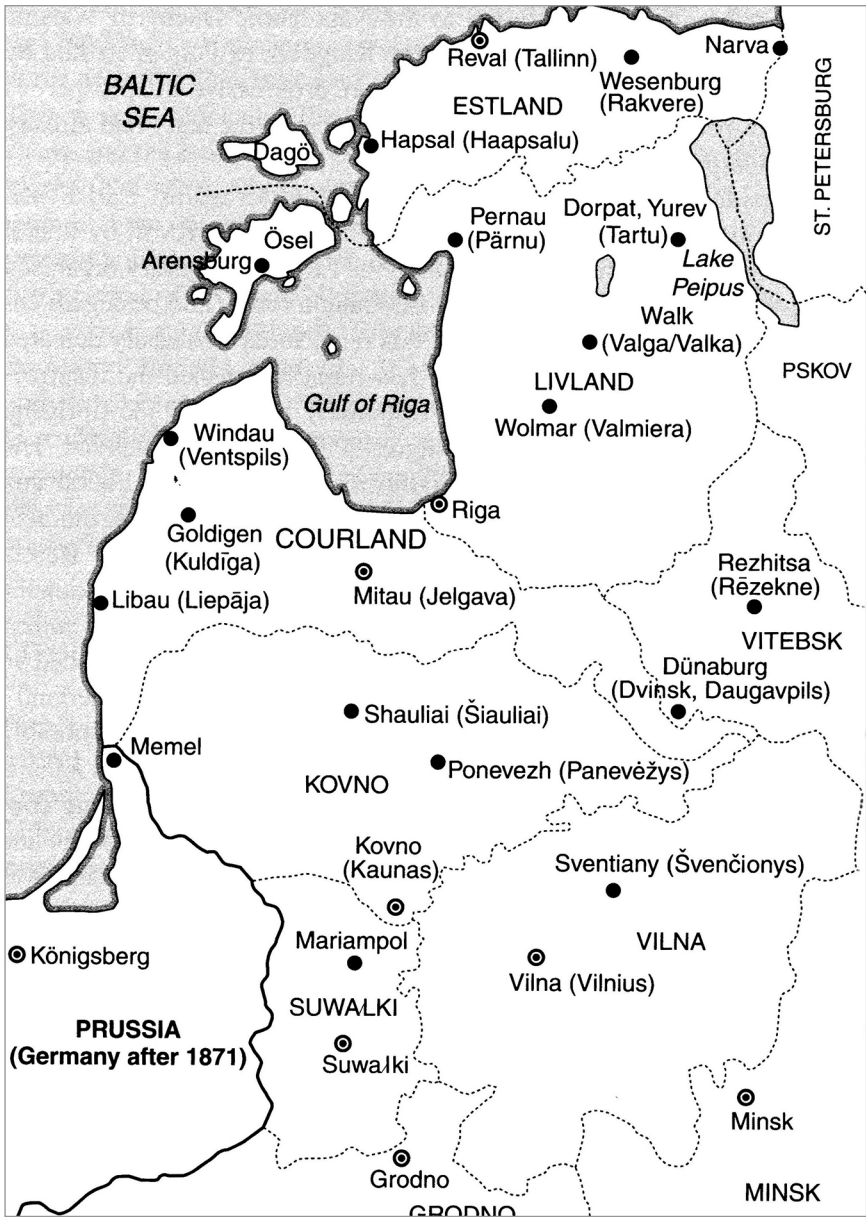 Reval (Tallinn)
Narva
BALTIC
SEA
Wesenburg
(Rakvere)
ESTLAND
ST. PETERSBURG
Dagö
Hapsal (Haapsalu)
Pernau
(Pärnu)
Dorpat, Yurev
(Tartu)
Ösel
Arensburg
Lake
Peipus
Walk
(Valga/Valka)
PSKOV
LIVLAND
Gulf of Riga
Wolmar (Valmiera)
Windau
(Ventspils)
Riga
Goldigen
(Kuldīga)
COURLAND
Rezhitsa
(Rēzekne)
Mitau (Jelgava)
Libau (Liepāja)
VITEBSK
Dünaburg
(Dvinsk, Daugavpils)
Shauliai (Šiauliai)
Memel
Ponevezh (Panevėžys)
KOVNO
Kovno
(Kaunas)
Sventiany (Švenčionys)
Mariampol
VILNA
Königsberg
Vilna (Vilnius)
SUWAŁKI
PRUSSIA
(Germany after 1871)
Suwałki
Minsk
Grodno
MINSK
GRODNO